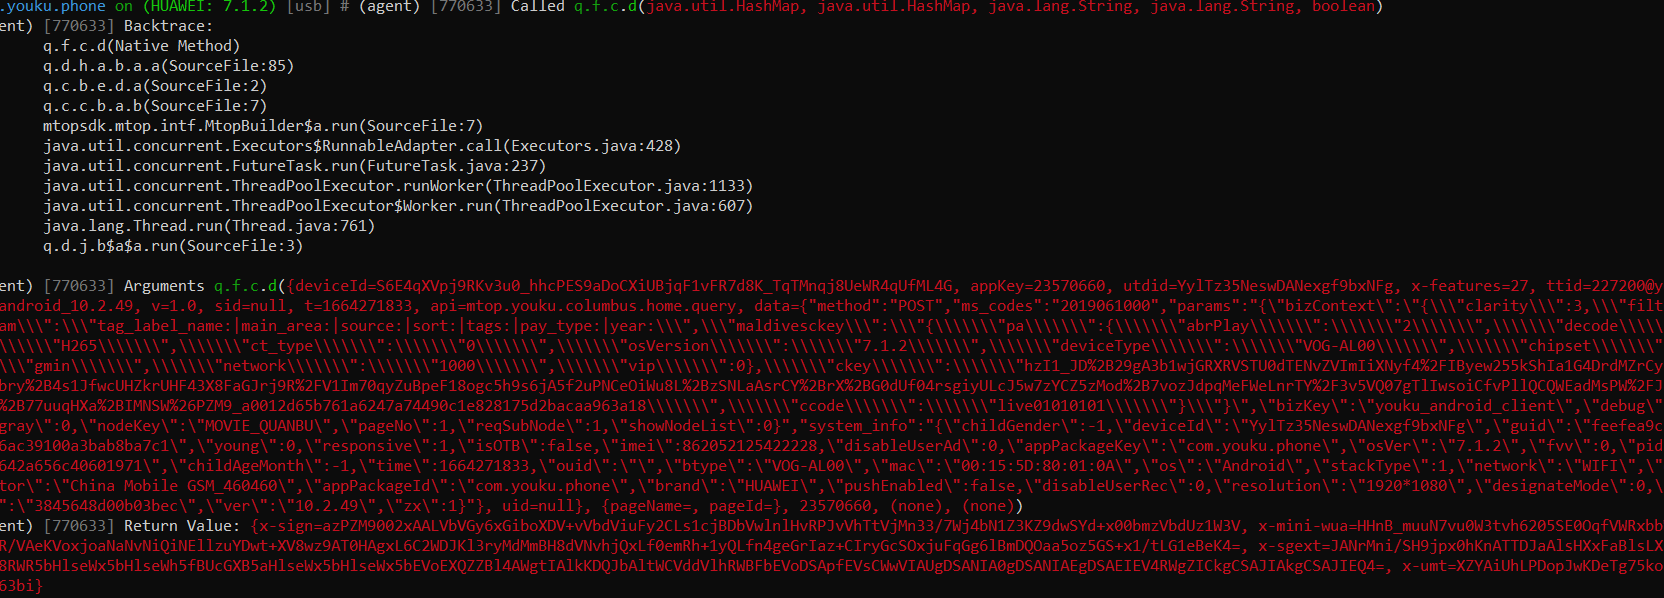 .youku.phone on (HUAWEI: 7.1.2) [usb] # (agent) [770633] Called q.f.c.d(java.util.HashMap, java.util.HashMap, java.lang.String, java.lang.String, boolean)
ent) [770633] Backtrace:
q.f.c.d(Native Method)
q.d.h.a.b.a.a(SourceFile:85)
q.c.b.e.d.a(SourceFile:2)
q.c.c.b.a.b(SourceFile:7)
mtopsdk.mtop.intf.MtopBuilder$a.run(SourceFile:7)
java.util.concurrent.Executors$RunnableAdapter.call(Executors.java:428)
java.util.concurrent.FutureTask.run(FutureTask.java:237)
java.util.concurrent.ThreadPoolExecutor.runWorker(ThreadPoolExecutor.java:1133)
java.util.concurrent.ThreadPoolExecutor$Worker.run(ThreadPoolExecutor.java:607)
java.lang.Thread.run(Thread.java:761)
q.d.j.b$a$a.run(SourceFile:3)
ent) [770633] Arguments q.f.c.d({deviceId=S6E4qXVpj9RKv3u0_hhcPES9aDoCXiUBjqF1vFR7d8K_TqTMnqj8UeWR4qUfML4G, appKey=23570660, utdid=YylTz35NeswDANexgf9bxNFg, x-features=27, ttid=227200@y
android_10.2.49, v=1.0, sid=null, t=1664271833, api=mtop.youku.columbus.home.query, data={"method":"POST","ms_codes":"2019061000","params":"{\"bizContext\":\"{\\\"clarity\\\":3,\\\"filt
am\\\":\\\"tag_label_name:|main_area:|source:|sort:|tags:|pay_type:|year:\\\",\\\"maldivesckey\\\":\\\"{\\\\\\\"pa\\\\\\\":{\\\\\\\"abrPlay\\\\\\\":\\\\\\\"2\\\\\\\",\\\\\\\"decode\\\
\\\\\\\"H265\\\\\\\",\\\\\\\"ct_type\\\\\\\":\\\\\\\"0\\\\\\\",\\\\\\\"osVersion\\\\\\\":\\\\\\\"7.1.2\\\\\\\",\\\\\\\"deviceType\\\\\\\":\\\\\\\"VOG-AL00\\\\\\\",\\\\\\\"chipset\\\\\\\"
\\\\\"gmin\\\\\\\",\\\\\\\"network\\\\\\\":\\\\\\\"1000\\\\\\\",\\\\\\\"vip\\\\\\\":0},\\\\\\\"ckey\\\\\\\":\\\\\\\"hzI1_JD%2B29gA3b1wjGRXRVSTU0dTENvZVImIiXNyf4%2FIByew255kShIa1G4DrdMZrCy
bry%2B4s1JfwcUHZkrUHF43X8FaGJrj9R%2FV1Im70qyZuBpeF18ogc5h9s6jA5f2uPNCeOiWu8L%2BzSNLaAsrCY%2BrX%2BG0dUf04rsgiyULcJ5w7zYCZ5zMod%2B7vozJdpqMeFWeLnrTY%2F3v5VQ07gTlIwsoiCfvPllQCQWEadMsPW%2FJ
%2B77uuqHXa%2BIMNSW%26PZM9_a0012d65b761a6247a74490c1e828175d2bacaa963a18\\\\\\\",\\\\\\\"ccode\\\\\\\":\\\\\\\"live01010101\\\\\\\"}\\\"}\",\"bizKey\":\"youku_android_client\",\"debug\"
gray\":0,\"nodeKey\":\"MOVIE_QUANBU\",\"pageNo\":1,\"reqSubNode\":1,\"showNodeList\":0}","system_info":"{\"childGender\":-1,\"deviceId\":\"YylTz35NeswDANexgf9bxNFg\",\"guid\":\"feefea9c
6ac39100a3bab8ba7c1\",\"young\":0,\"responsive\":1,\"isOTB\":false,\"imei\":862052125422228,\"disableUserAd\":0,\"appPackageKey\":\"com.youku.phone\",\"osVer\":\"7.1.2\",\"fvv\":0,\"pid
642a656c40601971\",\"childAgeMonth\":-1,\"time\":1664271833,\"ouid\":\"\",\"btype\":\"VOG-AL00\",\"mac\":\"00:15:5D:80:01:0A\",\"os\":\"Android\",\"stackType\":1,\"network\":\"WIFI\",\"
tor\":\"China Mobile GSM_460460\",\"appPackageId\":\"com.youku.phone\",\"brand\":\"HUAWEI\",\"pushEnabled\":false,\"disableUserRec\":0,\"resolution\":\"1920*1080\",\"designateMode\":0,\
":\"3845648d00b03bec\",\"ver\":\"10.2.49\",\"zx\":1}"}, uid=null}, {pageName=, pageId=}, 23570660, (none), (none))
ent) [770633] Return Value: {x-sign=azPZM9002xAALVbVGy6xGiboXDV+vVbdViuFy2CLs1cjBDbVwlnlHvRPJvVhTtVjMn33/7Wj4bN1Z3KZ9dwSYd+x00bmzVbdUz1W3V, x-mini-wua=HHnB_muuN7vu0W3tvh6205SE0OqfVWRxbb
R/VAeKVoxjoaNaNvNiQiNEllzuYDwt+XV8wz9AT0HAgxL6C2WDJKl3ryMdMmBH8dVNvhjQxLf0emRh+1yQLfn4geGrIaz+CIryGcSOxjuFqGg6lBmDQOaa5oz5GS+x1/tLG1eBeK4=, x-sgext=JANrMni/SH9jpx0hKnATTDJaAlsHXxFaBlsLX
8RWR5bHlseWx5bHlseWh5fBUcGXB5aHlseWx5bHlseWx5bEVoEXQZZBl4AWgtIAlkKDQJbAltWCVddVlhRWBFbEVoDSApfEVsCWwVIAUgDSANIA0gDSANIAEgDSAEIEV4RWgZICkgCSAJIAkgCSAJIEQ4=, x-umt=XZYAiUhLPDopJwKDeTg75ko
63bi}